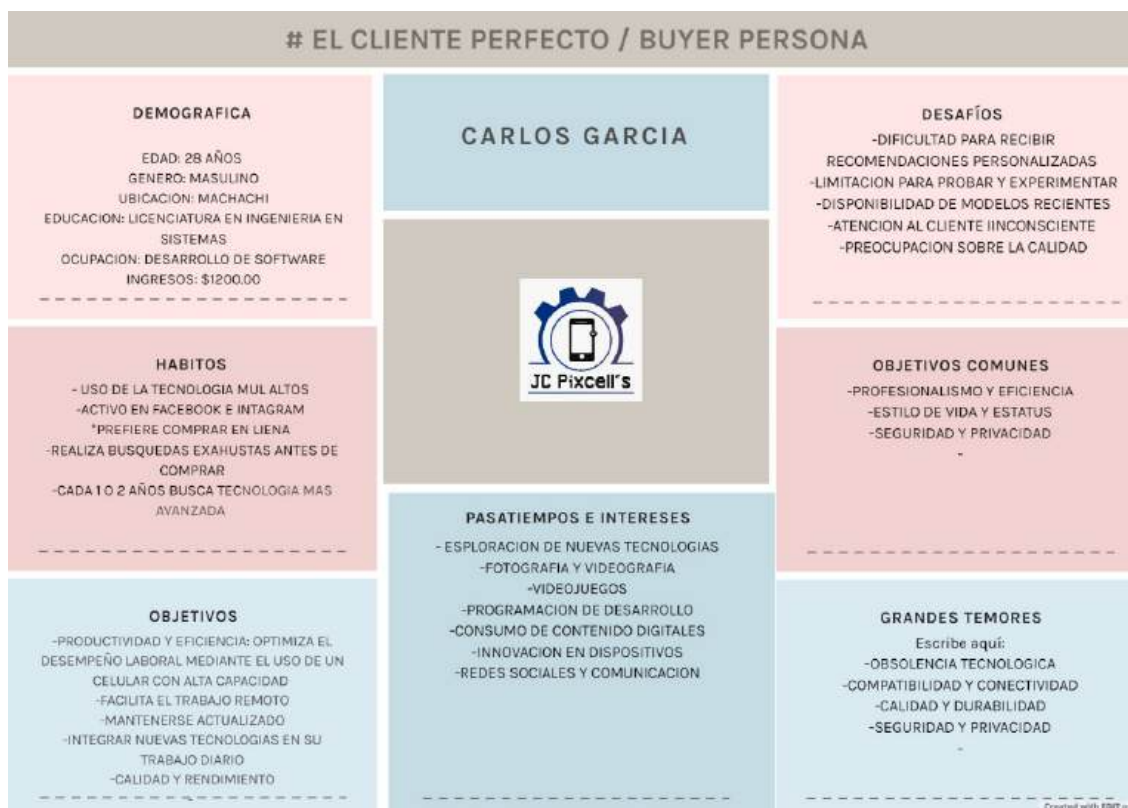 # EL CLIENTE PERFECTO / BUYER PERSONA
DEMOGRAFICA
EDAD: 28 AÑOS
GENERO: MASULINO
UBICACION: MACHACHI
EDUCACION: LICENCIATURA EN INGENIERIA EN
SISTEMAS
OCUPACION: DESARROLLO DE SOFTWARE
INGRESOS: $1200.00
HABITOS
- USO DE LA TECNOLOGIA MUL ALTOS
-ACTIVO EN FACEBOOK E INTAGRAM
*PREFIERE COMPRAR EN LIENA
-REALIZA BUSQUEDAS EXAHUSTAS ANTES DE
COMPRAR
-CADA 1 O 2 AÑOS BUSCA TECNOLOGIA MAS
AVANZADA
OBJETIVOS
-PRODUCTIVIDAD Y EFICIENCIA: OPTIMIZA EL
DESEMPEÑO LABORAL MEDIANTE EL USO DE UN
CELULAR CON ALTA CAPACIDAD
-FACILITA EL TRABAJO REMOTO
-MANTENERSE ACTUALIZADO
-INTEGRAR NUEVAS TECNOLOGIAS EN SU
TRABAJO DIARIO
-CALIDAD Y RENDIMIENTO
-
CARLOS GARCIA
JC Pixcell's
PASATIEMPOS E INTERESES
- ESPLORACION DE NUEVAS TECNOLOGIAS
-FOTOGRAFIA Y VIDEOGRAFIA
-VIDEOJUEGOS
-PROGRAMACION DE DESARROLLO
-CONSUMO DE CONTENIDO DIGITALES
-INNOVACION EN DISPOSITIVOS
-REDES SOCIALES Y COMUNICACION
DESAFÍOS
-DIFICULTAD PARA RECIBIR
RECOMENDACIONES PERSONALIZADAS
-LIMITACION PARA PROBAR Y EXPERIMENTAR
-DISPONIBILIDAD DE MODELOS RECIENTES
-ATENCION AL CLIENTE IINCONSCIENTE
-PREOCUPACION SOBRE LA CALIDAD
OBJETIVOS COMUNES
-PROFESIONALISMO Y EFICIENCIA
-ESTILO DE VIDA Y ESTATUS
-SEGURIDAD Y PRIVACIDAD
-
GRANDES TEMORES
Escribe aquí:
-OBSOLENCIA TECNOLOGICA
-COMPATIBILIDAD Y CONECTIVIDAD
-CALIDAD Y DURABILIDAD
-SEGURIDAD Y PRIVACIDAD
-
Created with